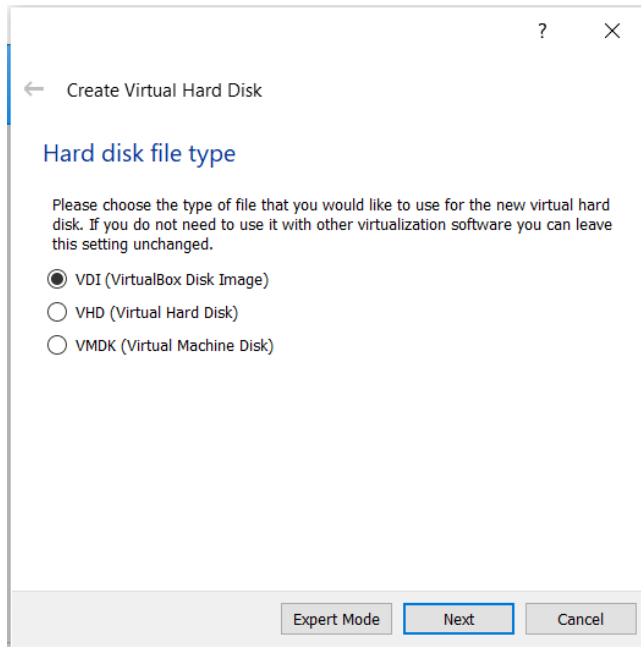 ?
Create Virtual Hard Disk
Hard disk file type
Please choose the type of file that you would like to use for the new virtual hard
disk. If you do not need to use it with other virtualization software you can leave
this setting unchanged.
VDI (VirtualBox Disk Image)
VHD (Virtual Hard Disk)
VMDK (Virtual Machine Disk)
Expert Mode Next Cancel